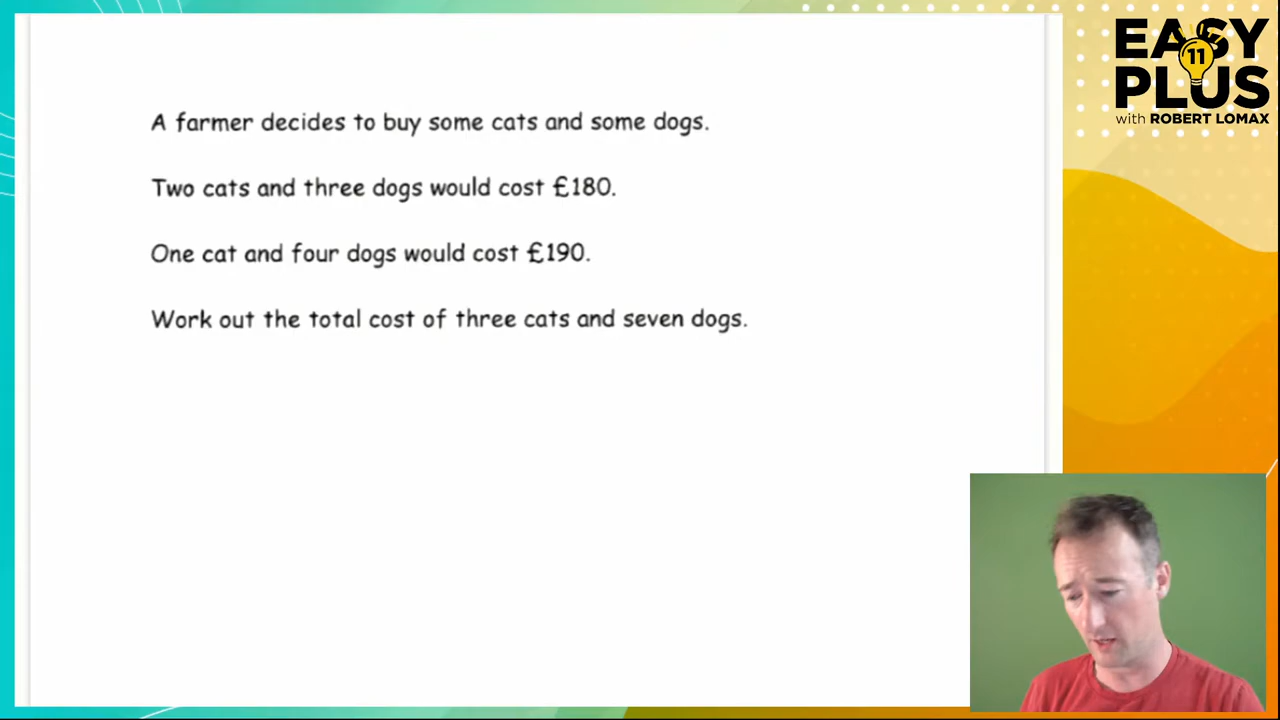 A farmer decides to buy some cats and some dogs.
Two cats and three dogs would cost £180.
One cat and four dogs would cost £190.
Work out the total cost of three cats and seven dogs.
EASY
11
PLUS
with ROBERT LOMAX